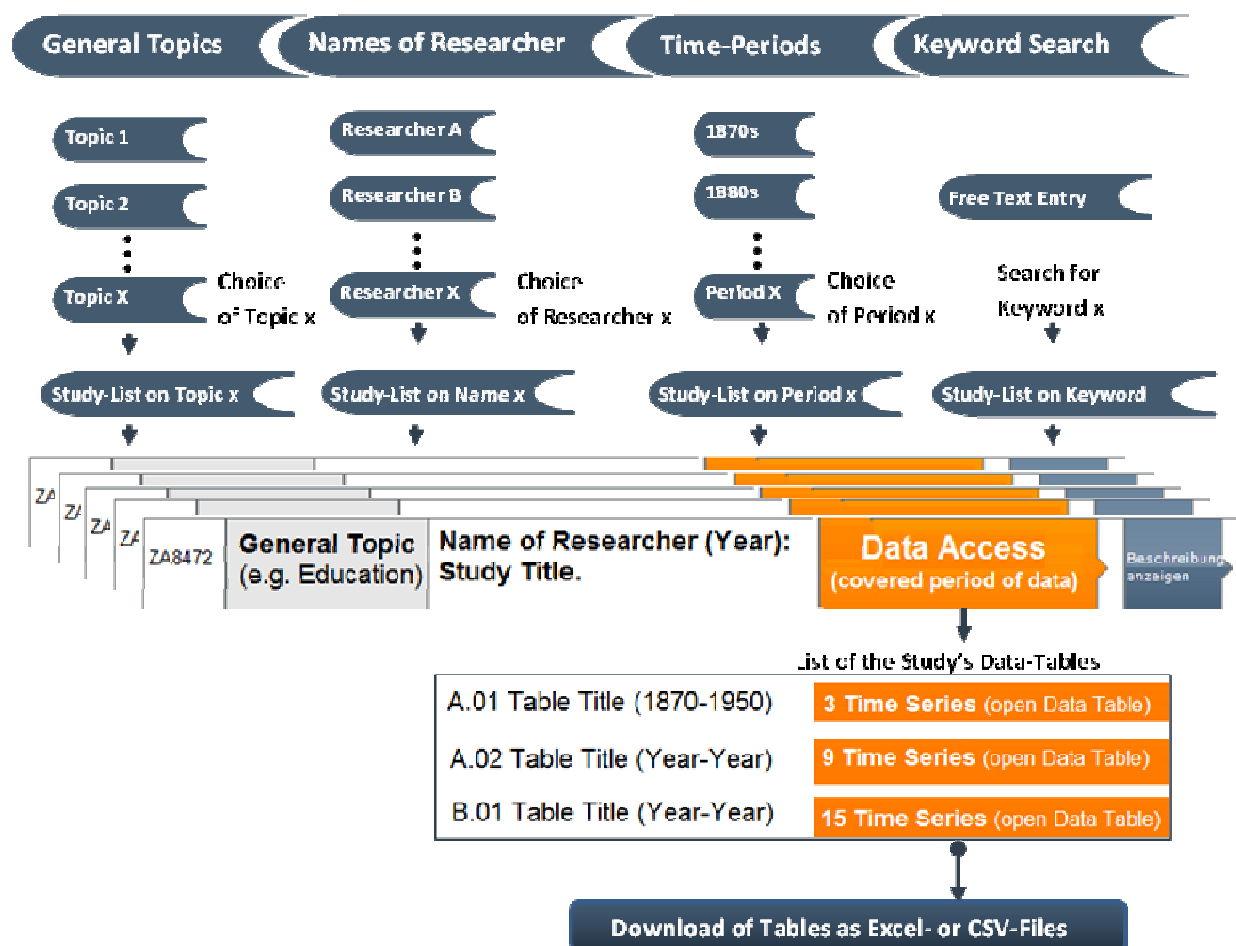 General Topics
Names of Researcher
Time-Periods
Keyword Search
Topic 1
Researcher A
1870s
Topic 2
Researcher B
1880s
Free Text Entry
Topic X
Choice
of Topic x
Researcher X
Choice
of Researcher x
Period X
Choice
of Period x
Search for
Keyword x
Study-List on Topic x
Study-List on Name x
Study-List on Period x
Study-List on Keyword
ZA
ZA
ZA
ZA
ZA8472
General Topic
(e.g. Education)
Name of Researcher (Year):
Study Title.
Data Access
(covered period of data)
Beschreibung
anzeigen
List of the Study's Data-Tables
A.01 Table Title (1870-1950)
3 Time Series (open Data Table)
A.02 Table Title (Year-Year)
9 Time Series (open Data Table)
B.01 Table Title (Year-Year)
15 Time Series (open Data Table)
Download of Tables as Excel- or CSV-Files